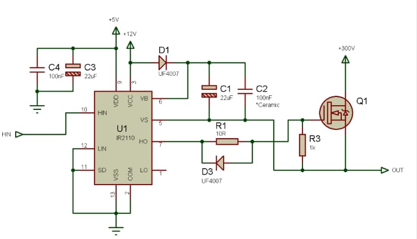 +5V
+12V
+300V
D1
UF4007
C4
100nF
C3
22uF
C1
22uF
C2
100nF
*Ceramic
9
3
VDD
VCC
VB
6
10
HIN
VS
5
U1
IR2110
HIN
12
LIN
HO
7
11
SD
LO
1
VSS
COM
13
2
R1
10R
D3
UF4007
R3
1k
Q1
OUT